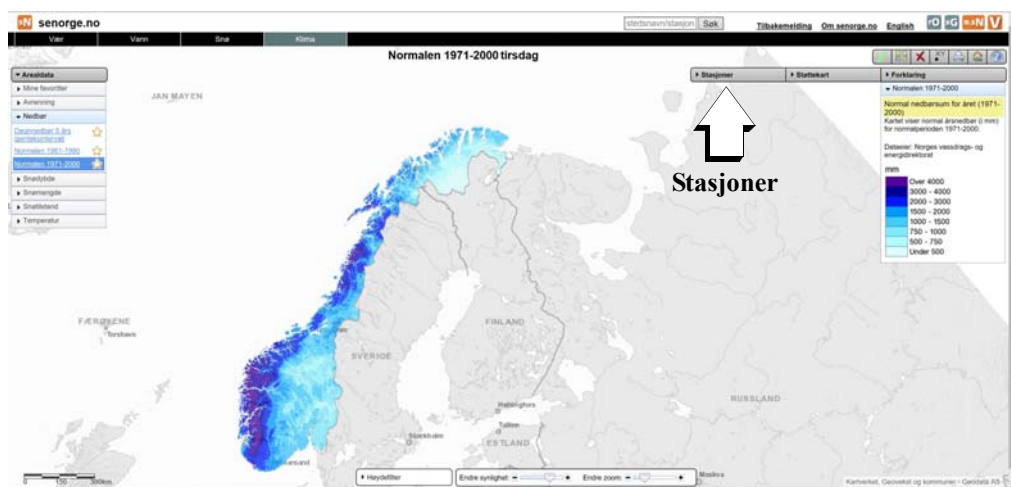 senorge.no
stedsnavn/stasjon Søk
Tilbakemelding Om senorge.no English
Vær Vann Snø Klima
Normalen 1971-2000 tirsdag
Arealdata
Mine favoritter
Avrenning
Nedbør
Normalen 1961-1990
Normalen 1971-2000
Snødybde
Snømengde
Snøtilstand
Temperatur
Stasjoner
Støttekart
Forklaring
Normalen 1971-2000
Normal nedbørsum for året (1971-
2000)
Kartet viser normal årsnedbør (i mm)
for normalperioden 1971-2000.
Dataeier: Norges vassdrags- og
energidirektorat
mm
Over 4000
3000 - 4000
2000 - 3000
1500 - 2000
1000 - 1500
750 - 1000
500 - 750
Under 500
Stasjoner
JAN MAYEN
FÆRØYENE
Torshavn
FINLAND
SVERIGE
RUSSLAND
Helsingfors
Tallinn
Stockholm
ESTLAND
Moskva
0 150 300km
Høydefilter
Endre synlighet: - +
Endre zoom: - +
Kartverket, Geovekst og kommuner - Geodata AS